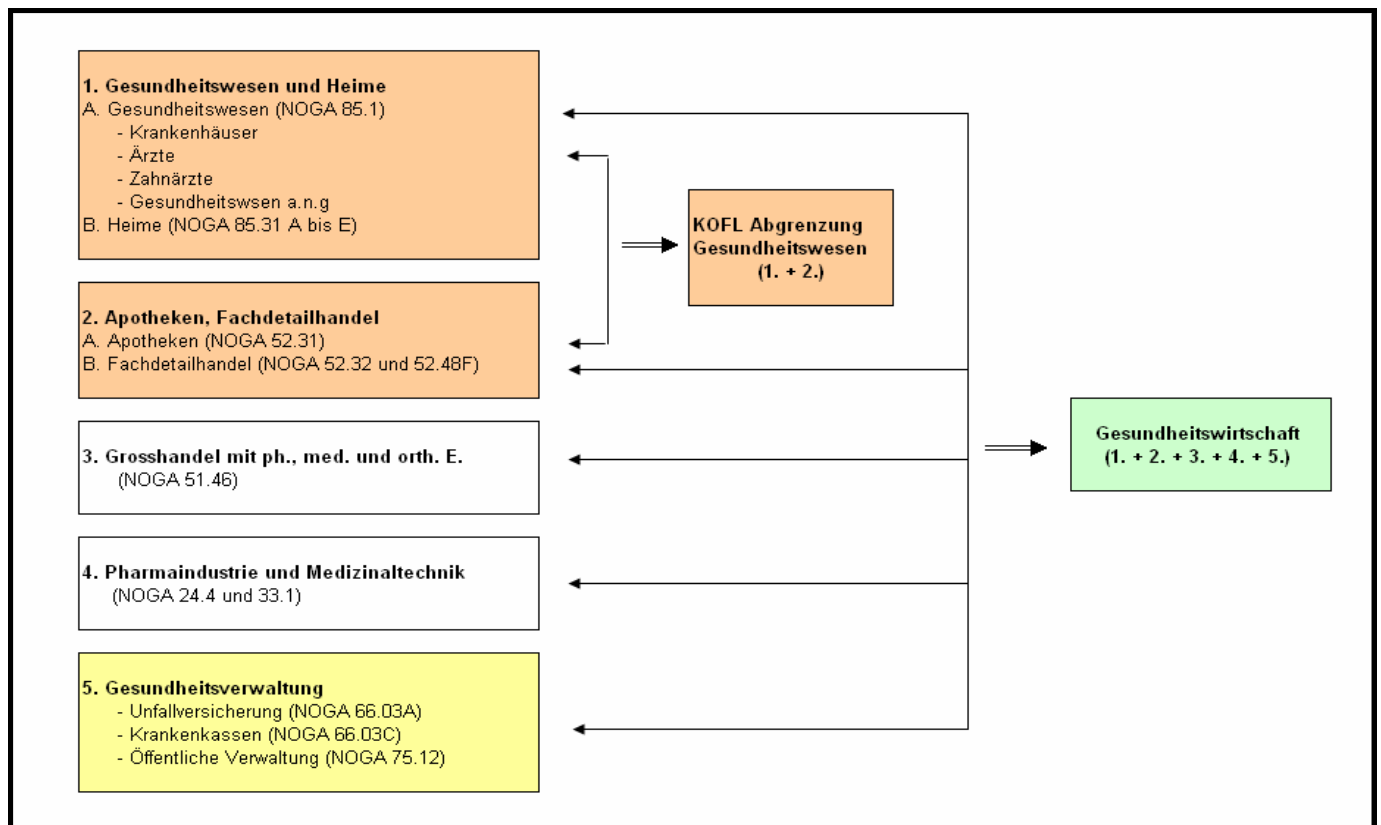 1. Gesundheitswesen und Heime
A. Gesundheitswesen (NOGA 85.1)
- Krankenhäuser
- Ärzte
- Zahnärzte
- Gesundheitswsen a.n.g
B. Heime (NOGA 85.31 A bis E)
KOFL Abgrenzung
Gesundheitswesen
(1. + 2.)
2. Apotheken, Fachdetailhandel
A. Apotheken (NOGA 52.31)
B. Fachdetailhandel (NOGA 52.32 und 52.48F)
3. Grosshandel mit ph., med. und orth. E.
(NOGA 51.46)
Gesundheitswirtschaft
(1. + 2. + 3. + 4. + 5.)
4. Pharmaindustrie und Medizinaltechnik
(NOGA 24.4 und 33.1)
5. Gesundheitsverwaltung
- Unfallversicherung (NOGA 66.03A)
- Krankenkassen (NOGA 66.03C)
- Öffentliche Verwaltung (NOGA 75.12)